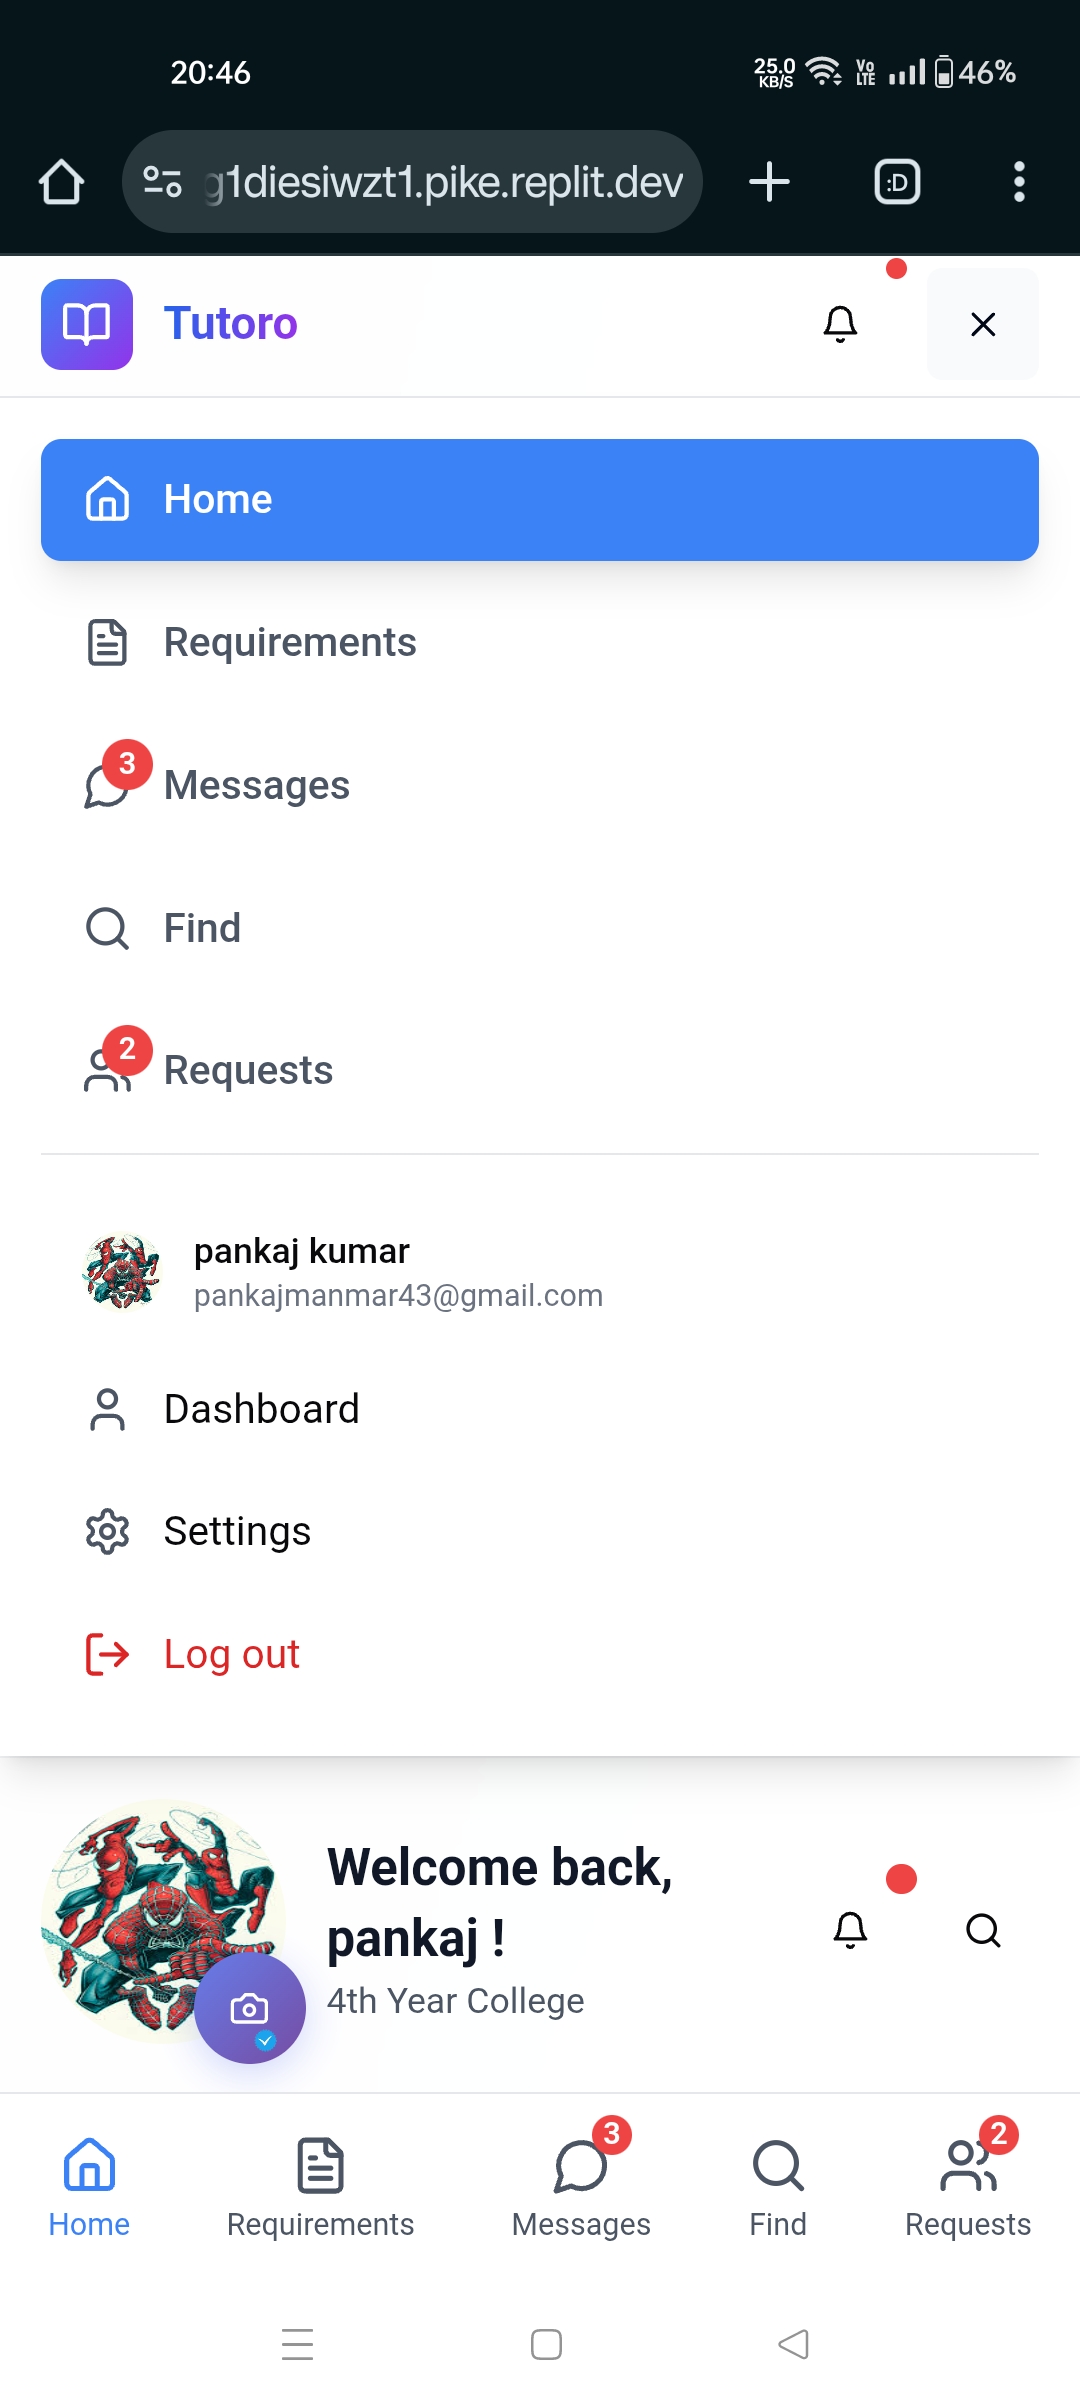 20:46
25.0
KB/S
Vo
LTE
46%
g1diesiwzt1.pike.replit.dev
:D
Tutoro
Home
Requirements
3
Messages
Find
2
Requests
pankaj kumar
pankajmanmar43@gmail.com
Dashboard
Settings
Log out
Welcome back,
pankaj !
4th Year College
3
2
Home
Requirements
Messages
Find
Requests